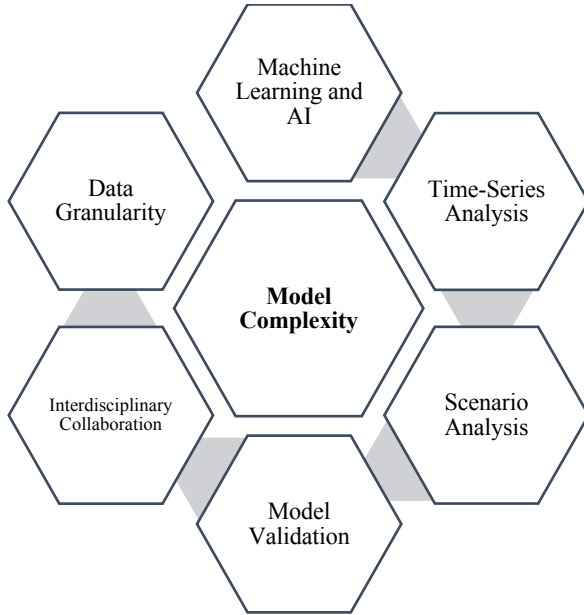 Machine
Learning and
AI
Data
Granularity
Time-Series
Analysis
Model
Complexity
Interdisciplinary
Collaboration
Scenario
Analysis
Model
Validation